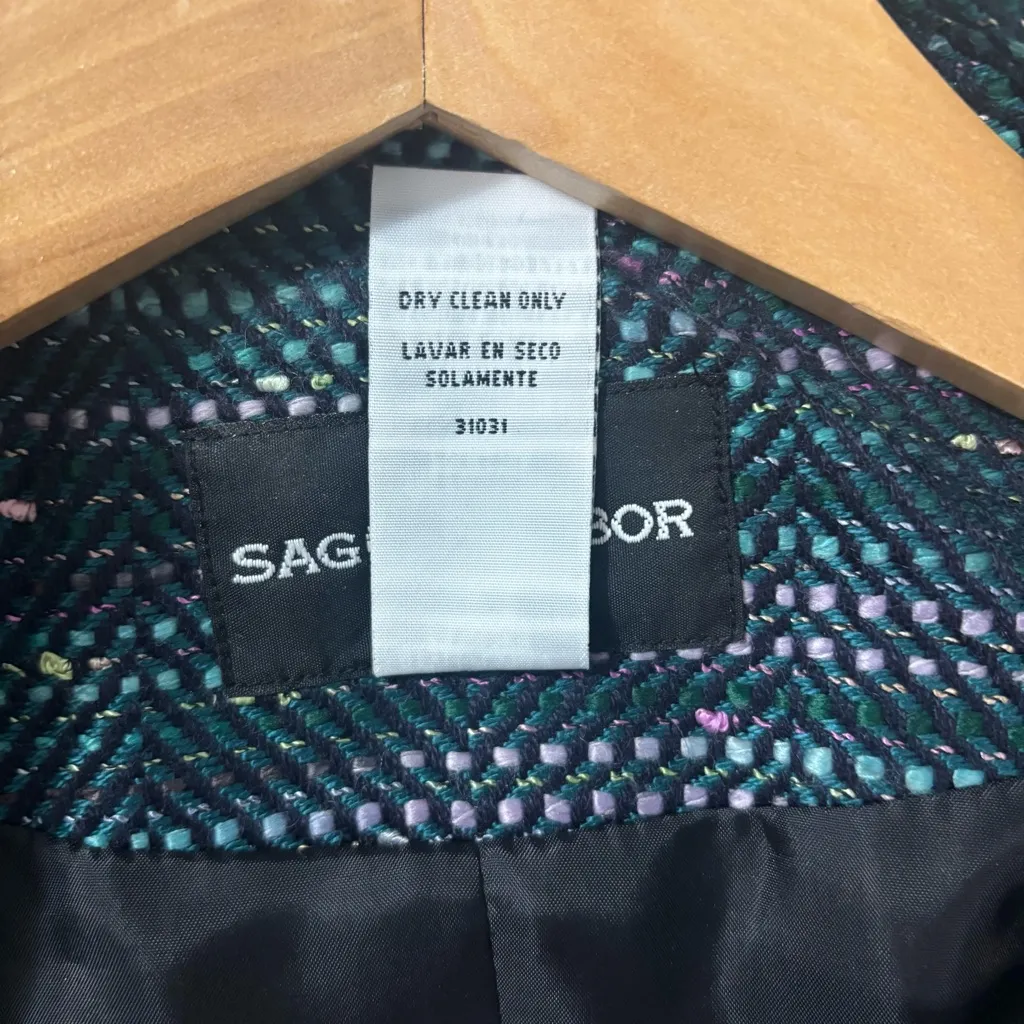 DRY CLEAN ONLY
LAVAR EN SECO
SOLAMENTE
31031
SAG BOR